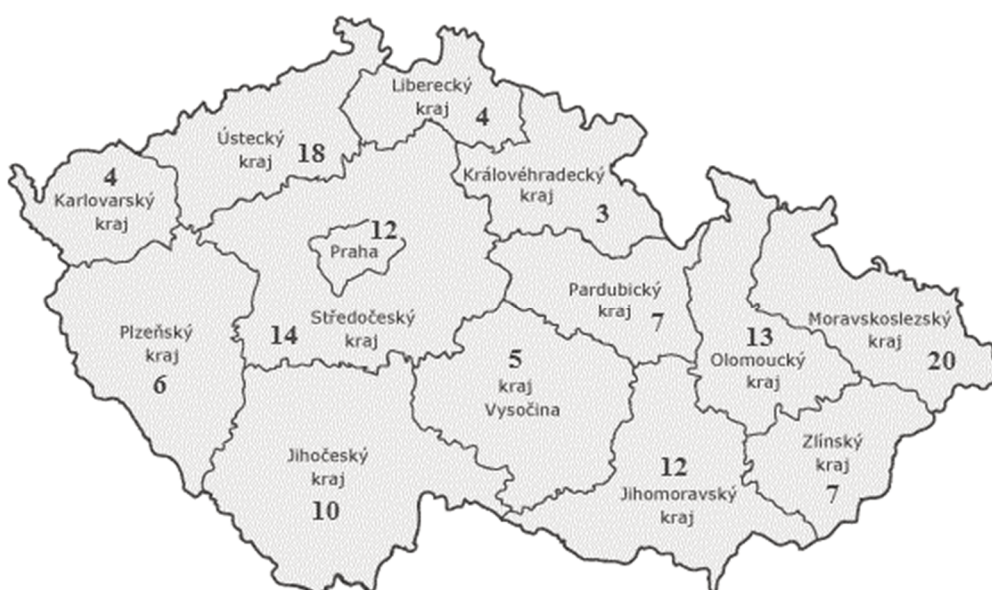 Liberecký
kraj 4
Ústecký
kraj 18
4
Karlovarský
kraj
Královéhradecký
kraj
3
12
Praha
Středočeský
14 kraj
Pardubický
kraj 7
Plzeňský
kraj
6
5
kraj
Vysočina
13
Olomoucký
kraj
Moravskoslezský
kraj
20
Jihočeský
kraj
10
12
Jihomoravský
kraj
Zlínský
kraj
7